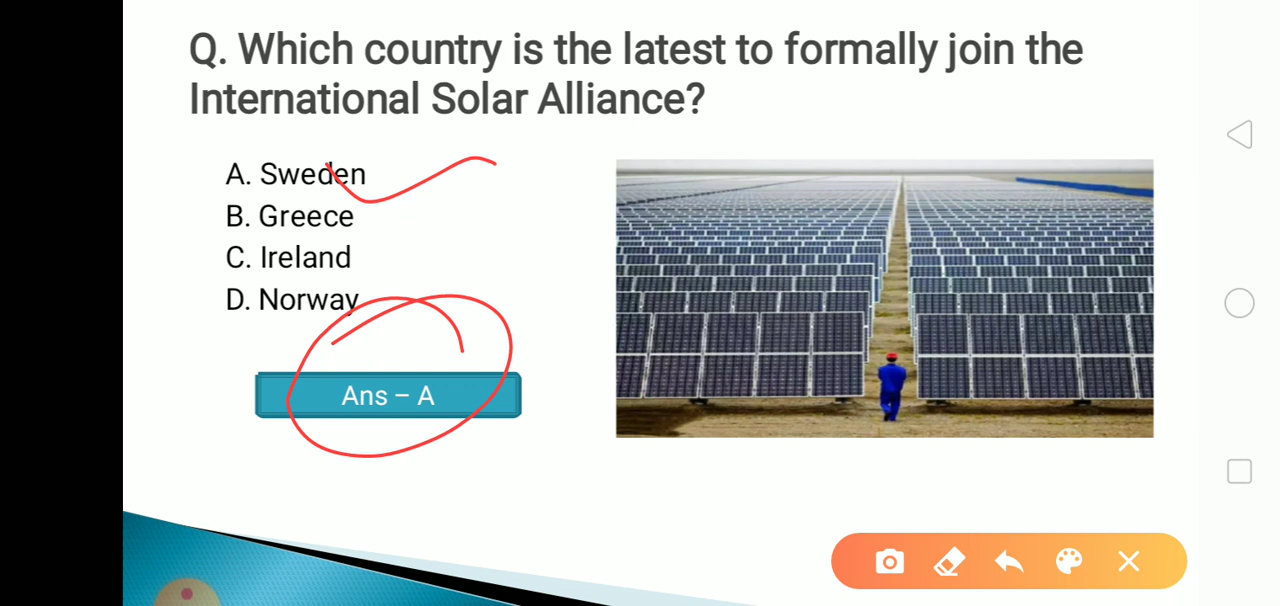 Q. Which country is the latest to formally join the
International Solar Alliance?
A. Sweden
B. Greece
C. Ireland
D. Norway
Ans – A